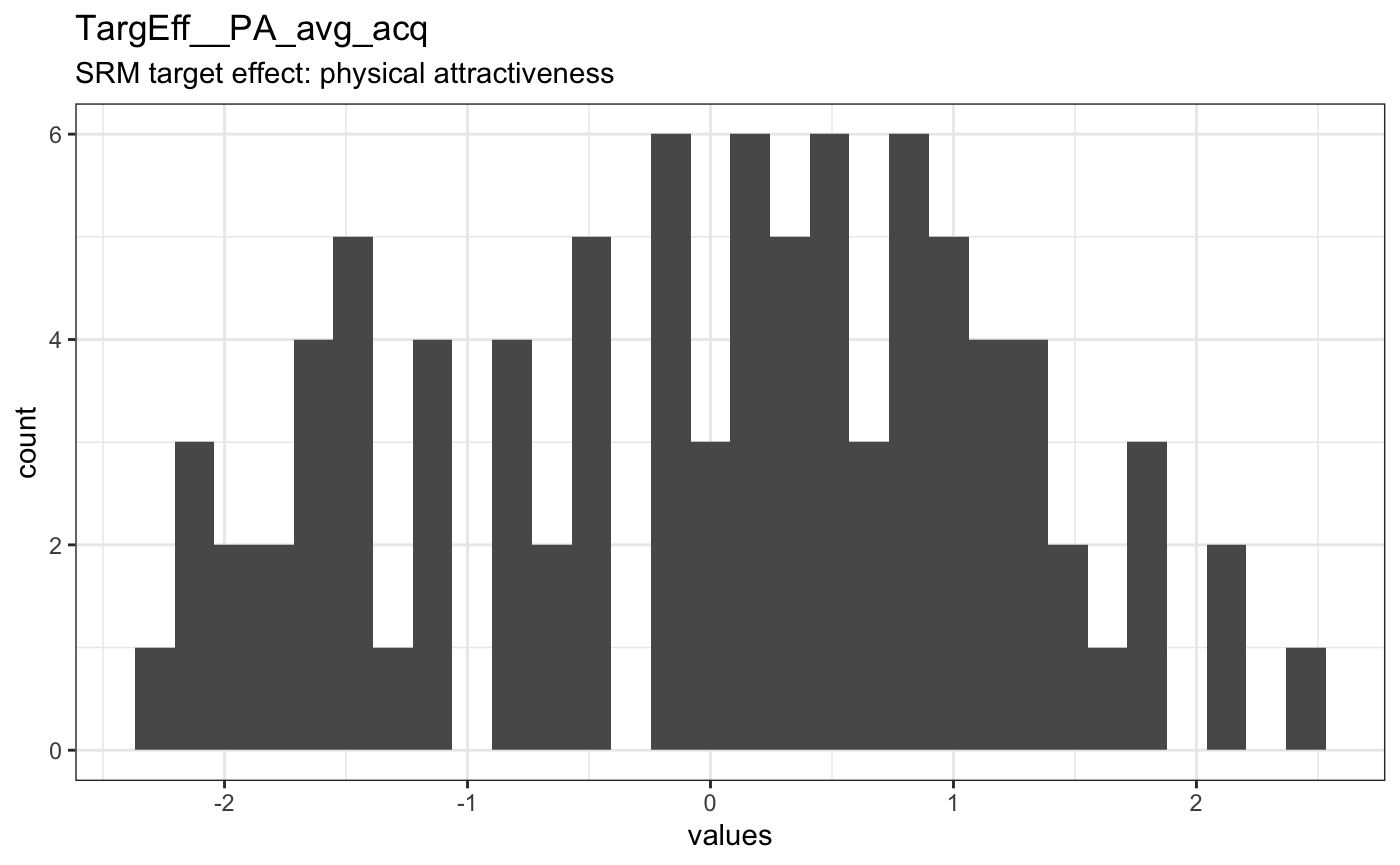 TargEff__PA_avg_acq
SRM target effect: physical attractiveness
6
4
2
0
count
-2 -1 0 1 2
values